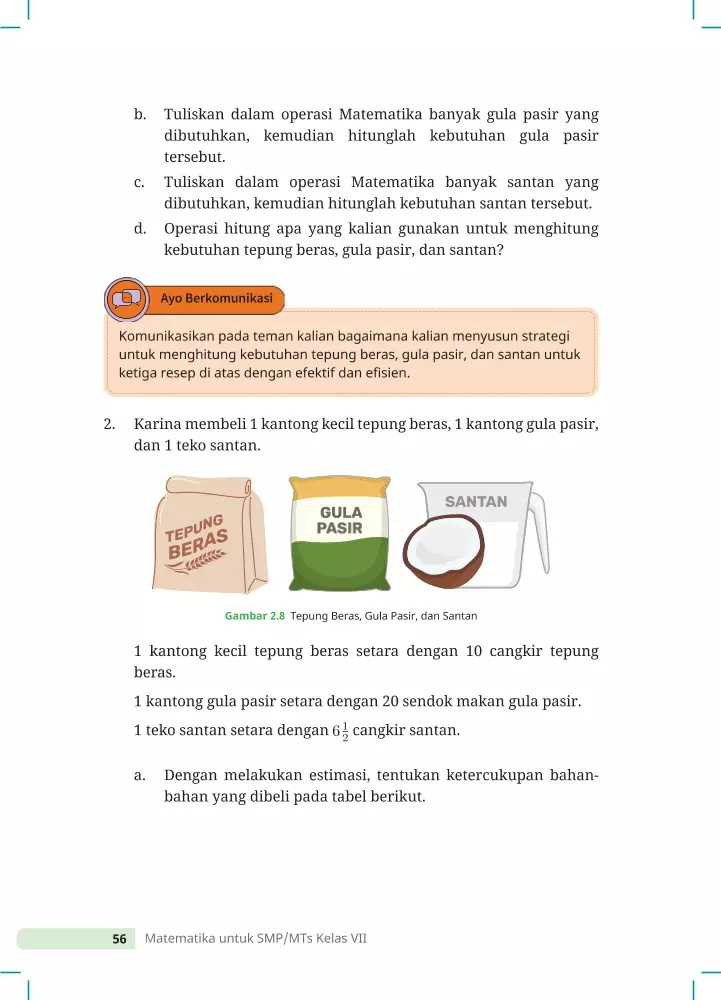 b. Tuliskan dalam operasi Matematika banyak gula pasir yang
dibutuhkan, kemudian hitunglah kebutuhan gula pasir
tersebut.
c. Tuliskan dalam operasi Matematika banyak santan yang
dibutuhkan, kemudian hitunglah kebutuhan santan tersebut.
d. Operasi hitung apa yang kalian gunakan untuk menghitung
kebutuhan tepung beras, gula pasir, dan santan?
Ayo Berkomunikasi
Komunikasikan pada teman kalian bagaimana kalian menyusun strategi
untuk menghitung kebutuhan tepung beras, gula pasir, dan santan untuk
ketiga resep di atas dengan efektif dan efisien.
2. Karina membeli 1 kantong kecil tepung beras, 1 kantong gula pasir,
dan 1 teko santan.
TEPUNG
BERAS
GULA
PASIR
SANTAN
Gambar 2.8 Tepung Beras, Gula Pasir, dan Santan
1 kantong kecil tepung beras setara dengan 10 cangkir tepung
beras.
1 kantong gula pasir setara dengan 20 sendok makan gula pasir.
1 teko santan setara dengan 6 1/2 cangkir santan.
a. Dengan melakukan estimasi, tentukan ketercukupan bahan-
bahan yang dibeli pada tabel berikut.
56 Matematika untuk SMP/MTs Kelas VII